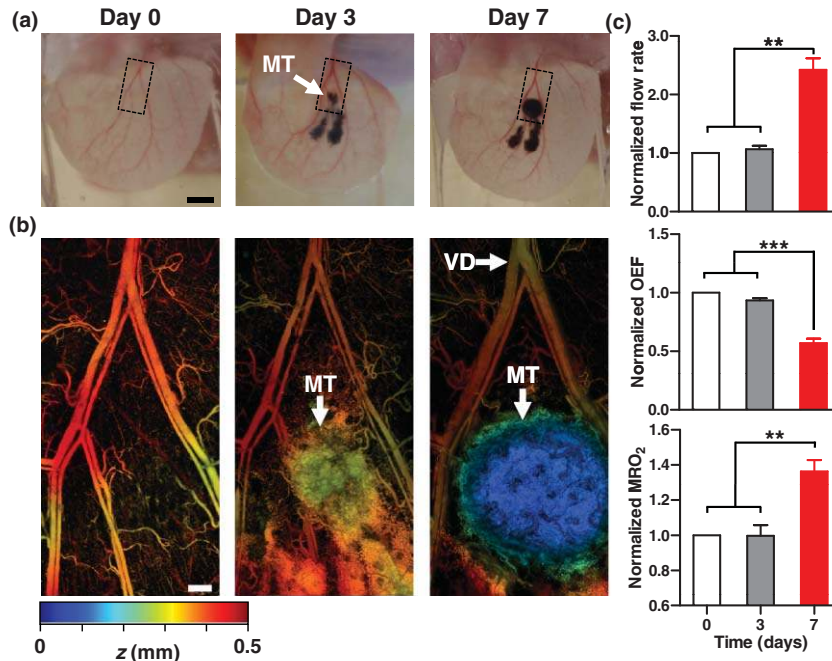 (a)
Day 0
Day 3
Day 7
MT
(b)
MT
VD
MT
0
z (mm)
0.5
(c)
Normalized flow rate
3.0
2.0
1.0
0.0
**
Normalized OEF
1.5
1.0
0.5
0
***
Normalized MRO₂
1.6
1.4
1.2
1.0
0.8
0.6
**
0
3
7
Time (days)